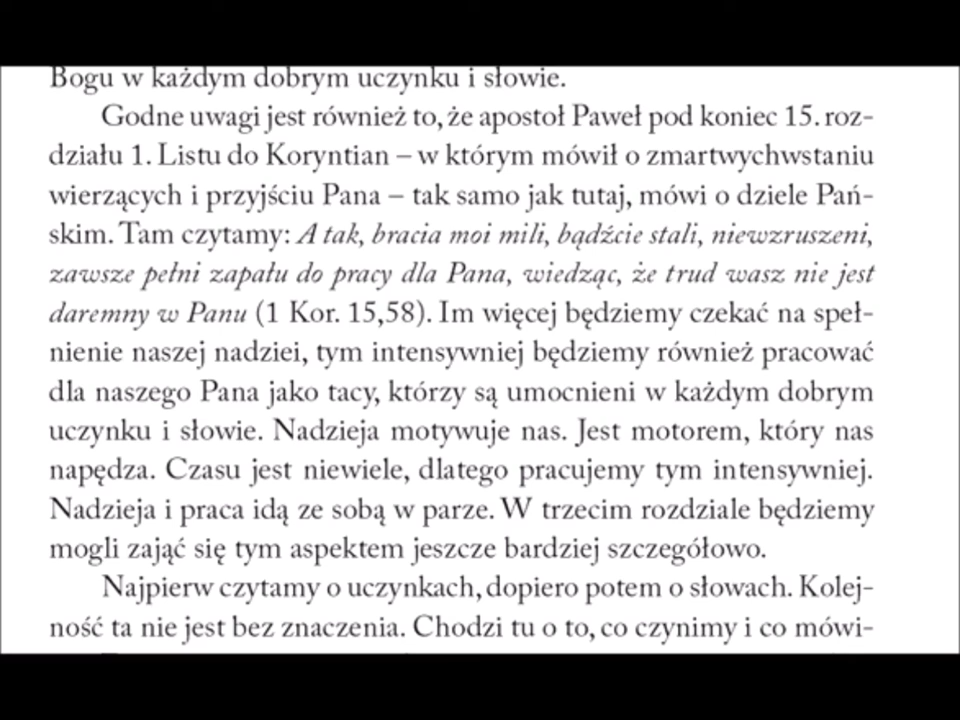 Bogu w każdym dobrym uczynku i słowie.
Godne uwagi jest również to, że apostoł Paweł pod koniec 15. roz-
działu 1. Listu do Koryntian – w którym mówił o zmartwychwstaniu
wierzących i przyjściu Pana – tak samo jak tutaj, mówi o dziele Pań-
skim. Tam czytamy: A tak, bracia moi mili, bądźcie stali, niewzruszeni,
zawsze pełni zapału do pracy dla Pana, wiedząc, że trud wasz nie jest
daremny w Panu (1 Kor. 15,58). Im więcej będziemy czekać na speł-
nienie naszej nadziei, tym intensywniej będziemy również pracować
dla naszego Pana jako tacy, którzy są umocnieni w każdym dobrym
uczynku i słowie. Nadzieja motywuje nas. Jest motorem, który nas
napędza. Czasu jest niewiele, dlatego pracujemy tym intensywniej.
Nadzieja i praca idą ze sobą w parze. W trzecim rozdziale będziemy
mogli zająć się tym aspektem jeszcze bardziej szczegółowo.
Najpierw czytamy o uczynkach, dopiero potem o słowach. Kolej-
ność ta nie jest bez znaczenia. Chodzi tu o to, co czynimy i co mówi-